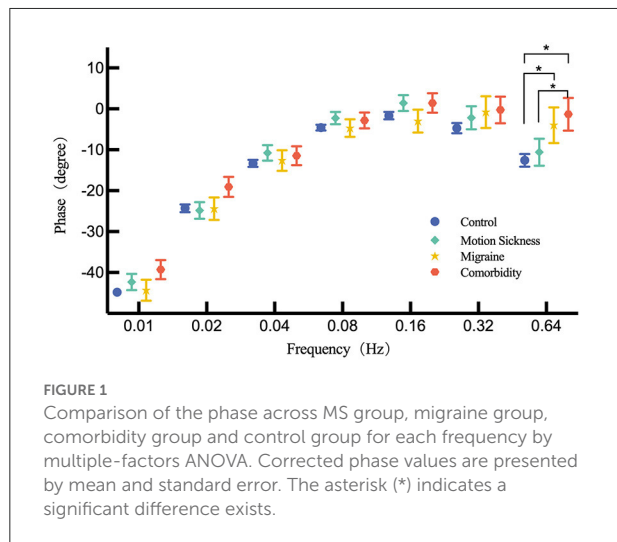 10
0
-10
-20
-30
-40
Phase (degree)
*
*
*
Control
Motion Sickness
Migraine
Comorbidity
0.01 0.02 0.04 0.08 0.16 0.32 0.64
Frequency (Hz)
FIGURE 1
Comparison of the phase across MS group, migraine group,
comorbidity group and control group for each frequency by
multiple-factors ANOVA. Corrected phase values are presented
by mean and standard error. The asterisk (*) indicates a
significant difference exists.